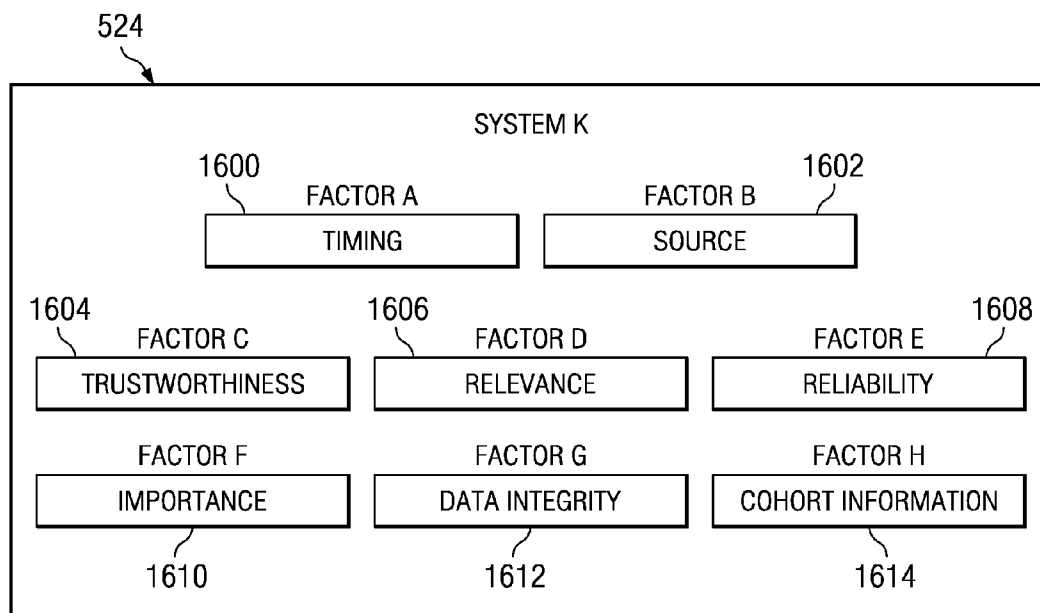 524
SYSTEM K
1600 1602
FACTOR A FACTOR B
TIMING SOURCE
1604 1606 1608
FACTOR C FACTOR D FACTOR E
TRUSTWORTHINESS RELEVANCE RELIABILITY
FACTOR F FACTOR G FACTOR H
IMPORTANCE DATA INTEGRITY COHORT INFORMATION
1610 1612 1614